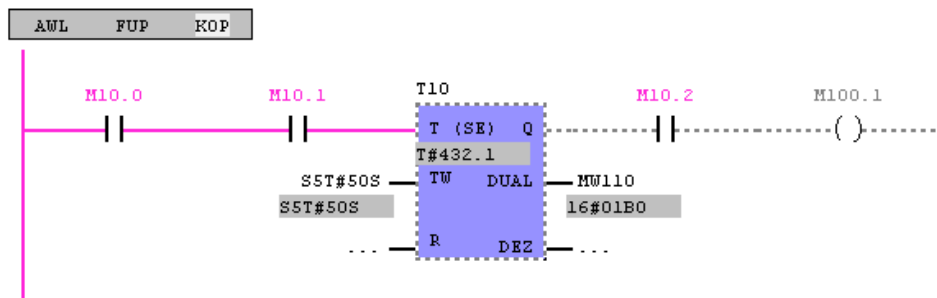 AWL FUP KOP
M10.0 M10.1 T10 M10.2 M100.1
T (SE) Q
T#432.1
S5T#50S TW DUAL MW110
S5T#50S 16#01B0
... R DEZ ...